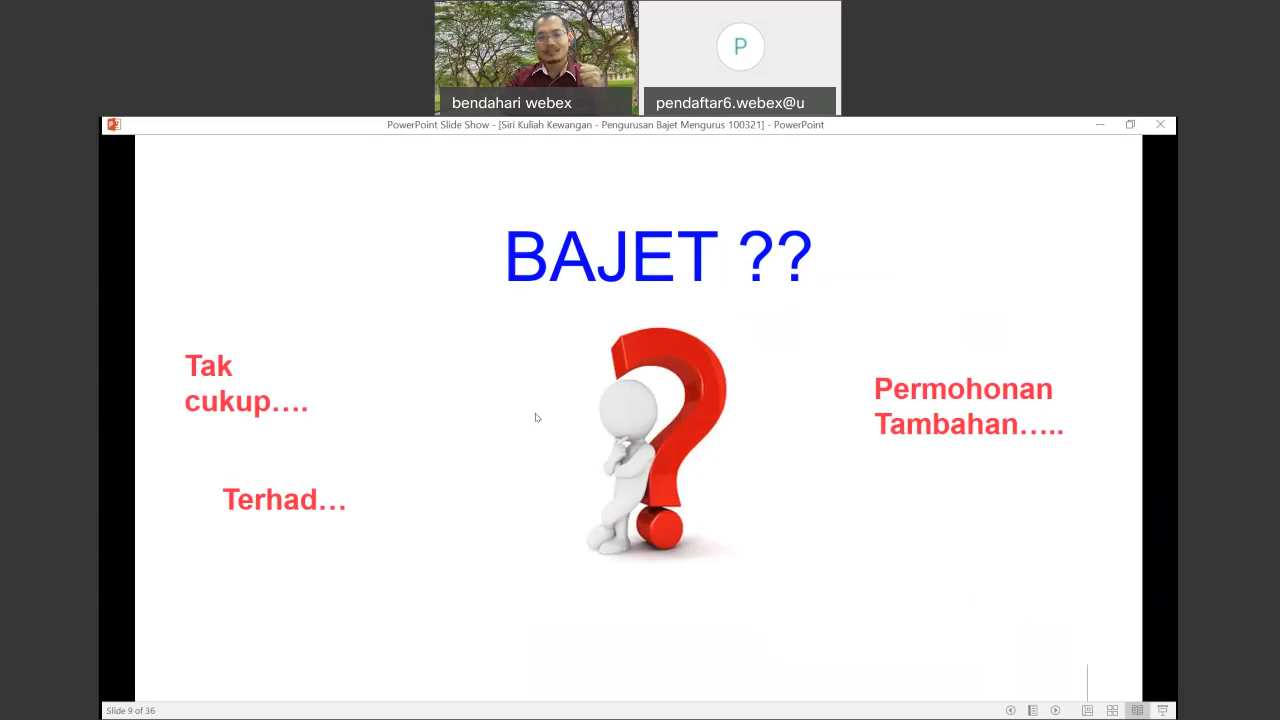 bendahari webex
P
pendaftar6.webex@u
PowerPoint Slide Show - [Siri Kuliah Kewangan - Pengurusan Bajet Mengurus 100321] - PowerPoint
BAJET ??
Tak
cukup….
Permohonan
Tambahan…..
Terhad…
Slide 9 of 36